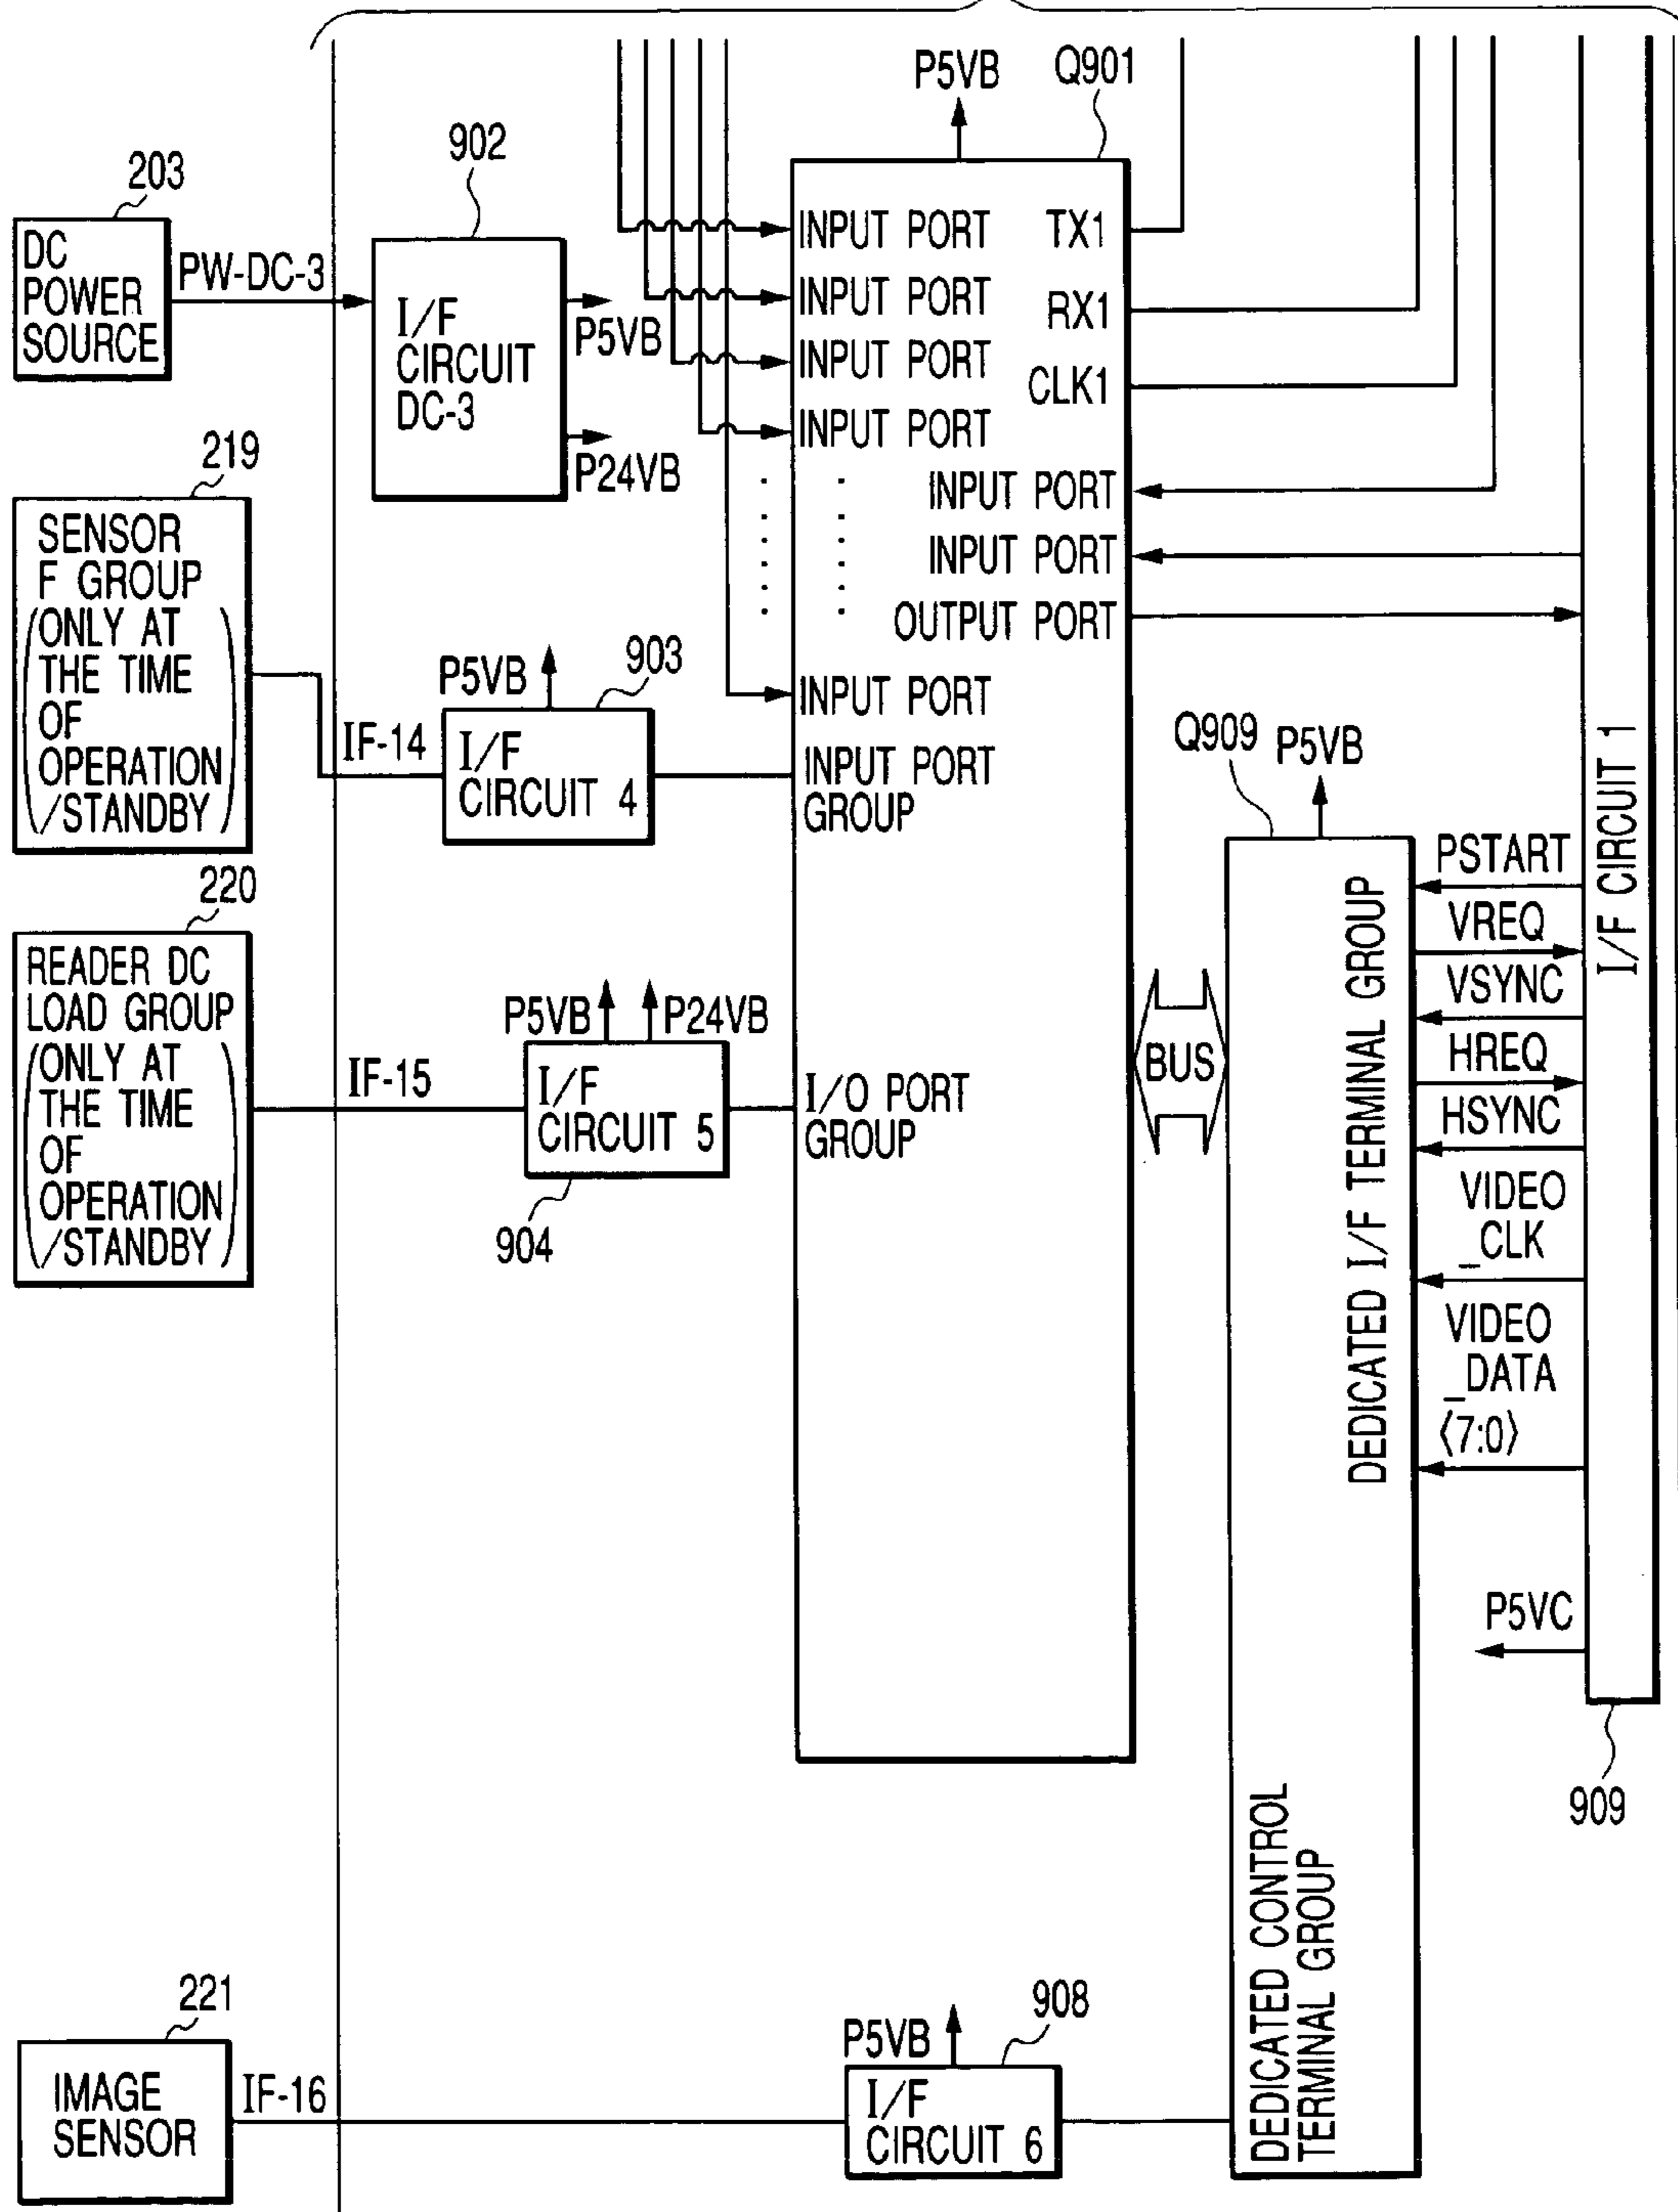 P5VB
Q901
902
203
DC
POWER
SOURCE
PW-DC-3
I/F
CIRCUIT
DC-3
P5VB
P24VB
INPUT PORT
TX1
INPUT PORT
RX1
INPUT PORT
CLK1
INPUT PORT
INPUT PORT
INPUT PORT
OUTPUT PORT
INPUT PORT
INPUT PORT
GROUP
I/O PORT
GROUP
219
SENSOR
F GROUP
(ONLY AT
THE TIME
OF
OPERATION
/STANDBY)
IF-14
P5VB
903
I/F
CIRCUIT 4
220
READER DC
LOAD GROUP
(ONLY AT
THE TIME
OF
OPERATION
/STANDBY)
IF-15
P5VB
P24VB
I/F
CIRCUIT 5
904
BUS
Q909
P5VB
DEDICATED I/F TERMINAL GROUP
DEDICATED CONTROL
TERMINAL GROUP
PSTART
VREQ
VSYNC
HREQ
HSYNC
VIDEO
_CLK
VIDEO
_DATA
⟨7:0⟩
P5VC
I/F CIRCUIT 1
909
221
IMAGE
SENSOR
IF-16
P5VB
908
I/F
CIRCUIT 6